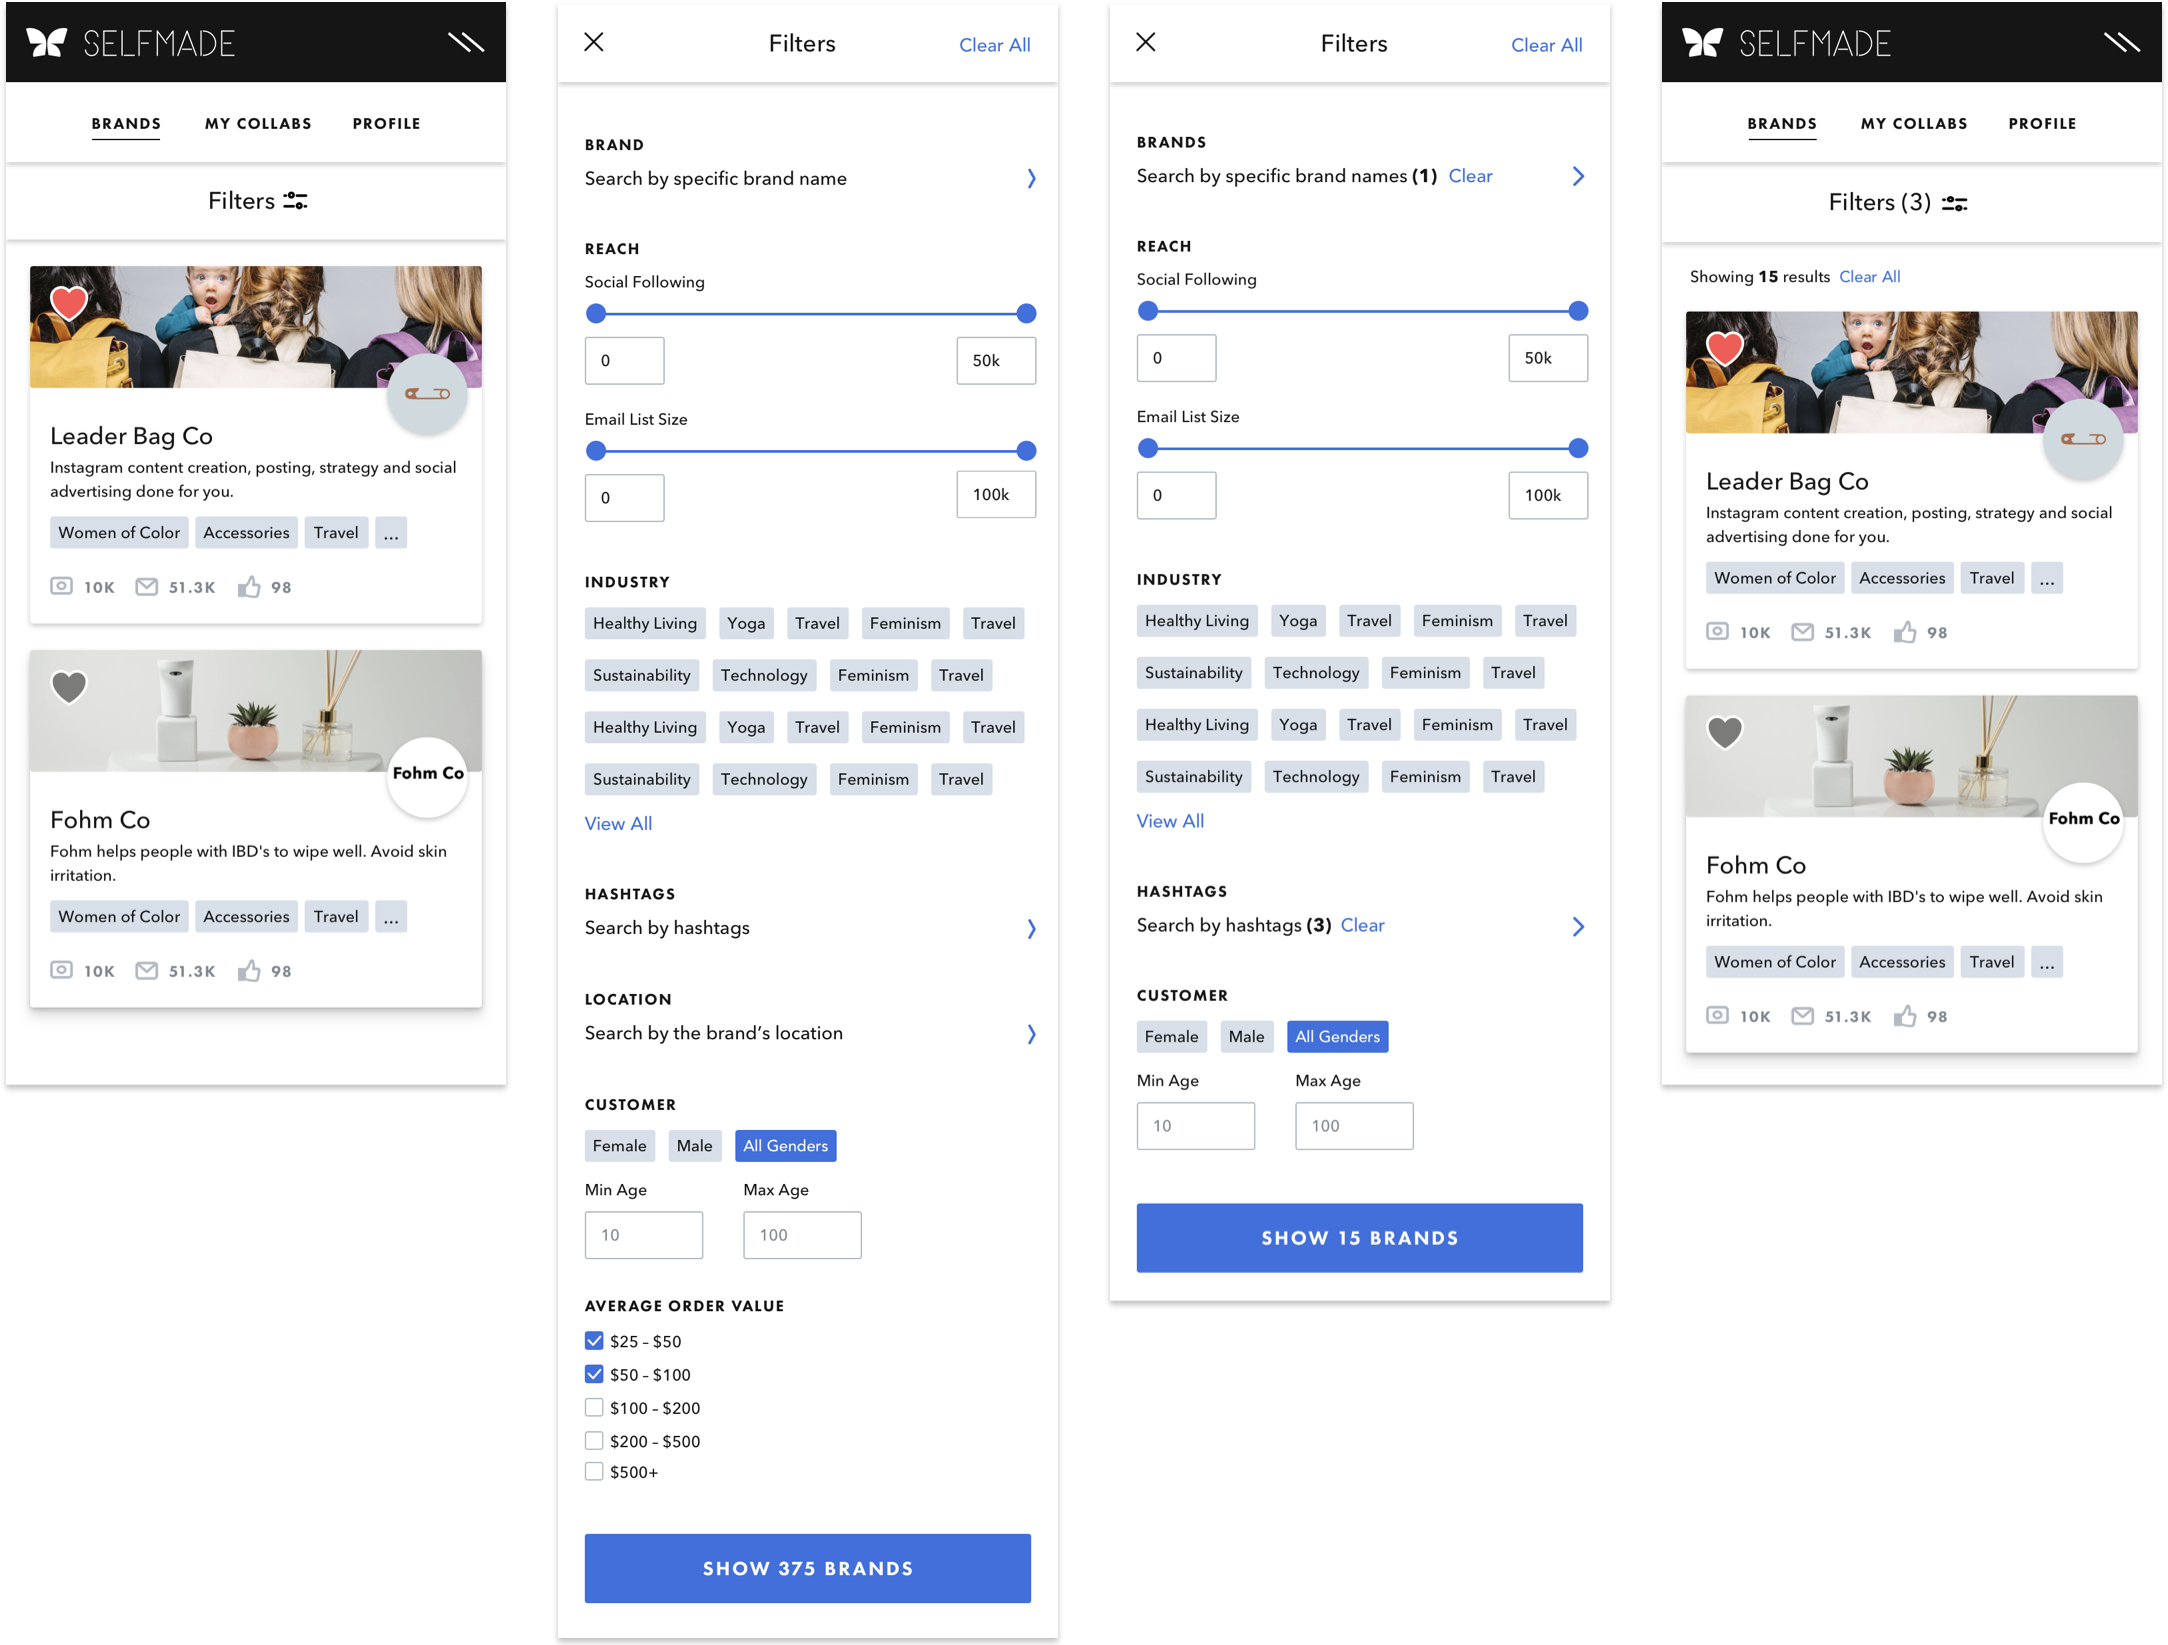 SELFMADE
BRANDS MY COLLABS PROFILE
Filters
Leader Bag Co
Instagram content creation, posting, strategy and social
advertising done for you.
Women of Color Accessories Travel ...
10K 51.3K 98
Fohm Co
Fohm Co
Fohm helps people with IBD's to wipe well. Avoid skin
irritation.
Women of Color Accessories Travel ...
10K 51.3K 98
Filters Clear All
BRAND
Search by specific brand name
REACH
Social Following
0 50k
Email List Size
0 100k
INDUSTRY
Healthy Living Yoga Travel Feminism Travel
Sustainability Technology Feminism Travel
Healthy Living Yoga Travel Feminism Travel
Sustainability Technology Feminism Travel
View All
HASHTAGS
Search by hashtags
LOCATION
Search by the brand’s location
CUSTOMER
Female Male All Genders
Min Age Max Age
10 100
AVERAGE ORDER VALUE
$25 – $50
$50 – $100
$100 – $200
$200 – $500
$500+
SHOW 375 BRANDS
Filters Clear All
BRANDS
Search by specific brand names (1) Clear
REACH
Social Following
0 50k
Email List Size
0 100k
INDUSTRY
Healthy Living Yoga Travel Feminism Travel
Sustainability Technology Feminism Travel
Healthy Living Yoga Travel Feminism Travel
Sustainability Technology Feminism Travel
View All
HASHTAGS
Search by hashtags (3) Clear
CUSTOMER
Female Male All Genders
Min Age Max Age
10 100
SHOW 15 BRANDS
SELFMADE
BRANDS MY COLLABS PROFILE
Filters (3)
Showing 15 results Clear All
Leader Bag Co
Instagram content creation, posting, strategy and social
advertising done for you.
Women of Color Accessories Travel ...
10K 51.3K 98
Fohm Co
Fohm Co
Fohm helps people with IBD's to wipe well. Avoid skin
irritation.
Women of Color Accessories Travel ...
10K 51.3K 98